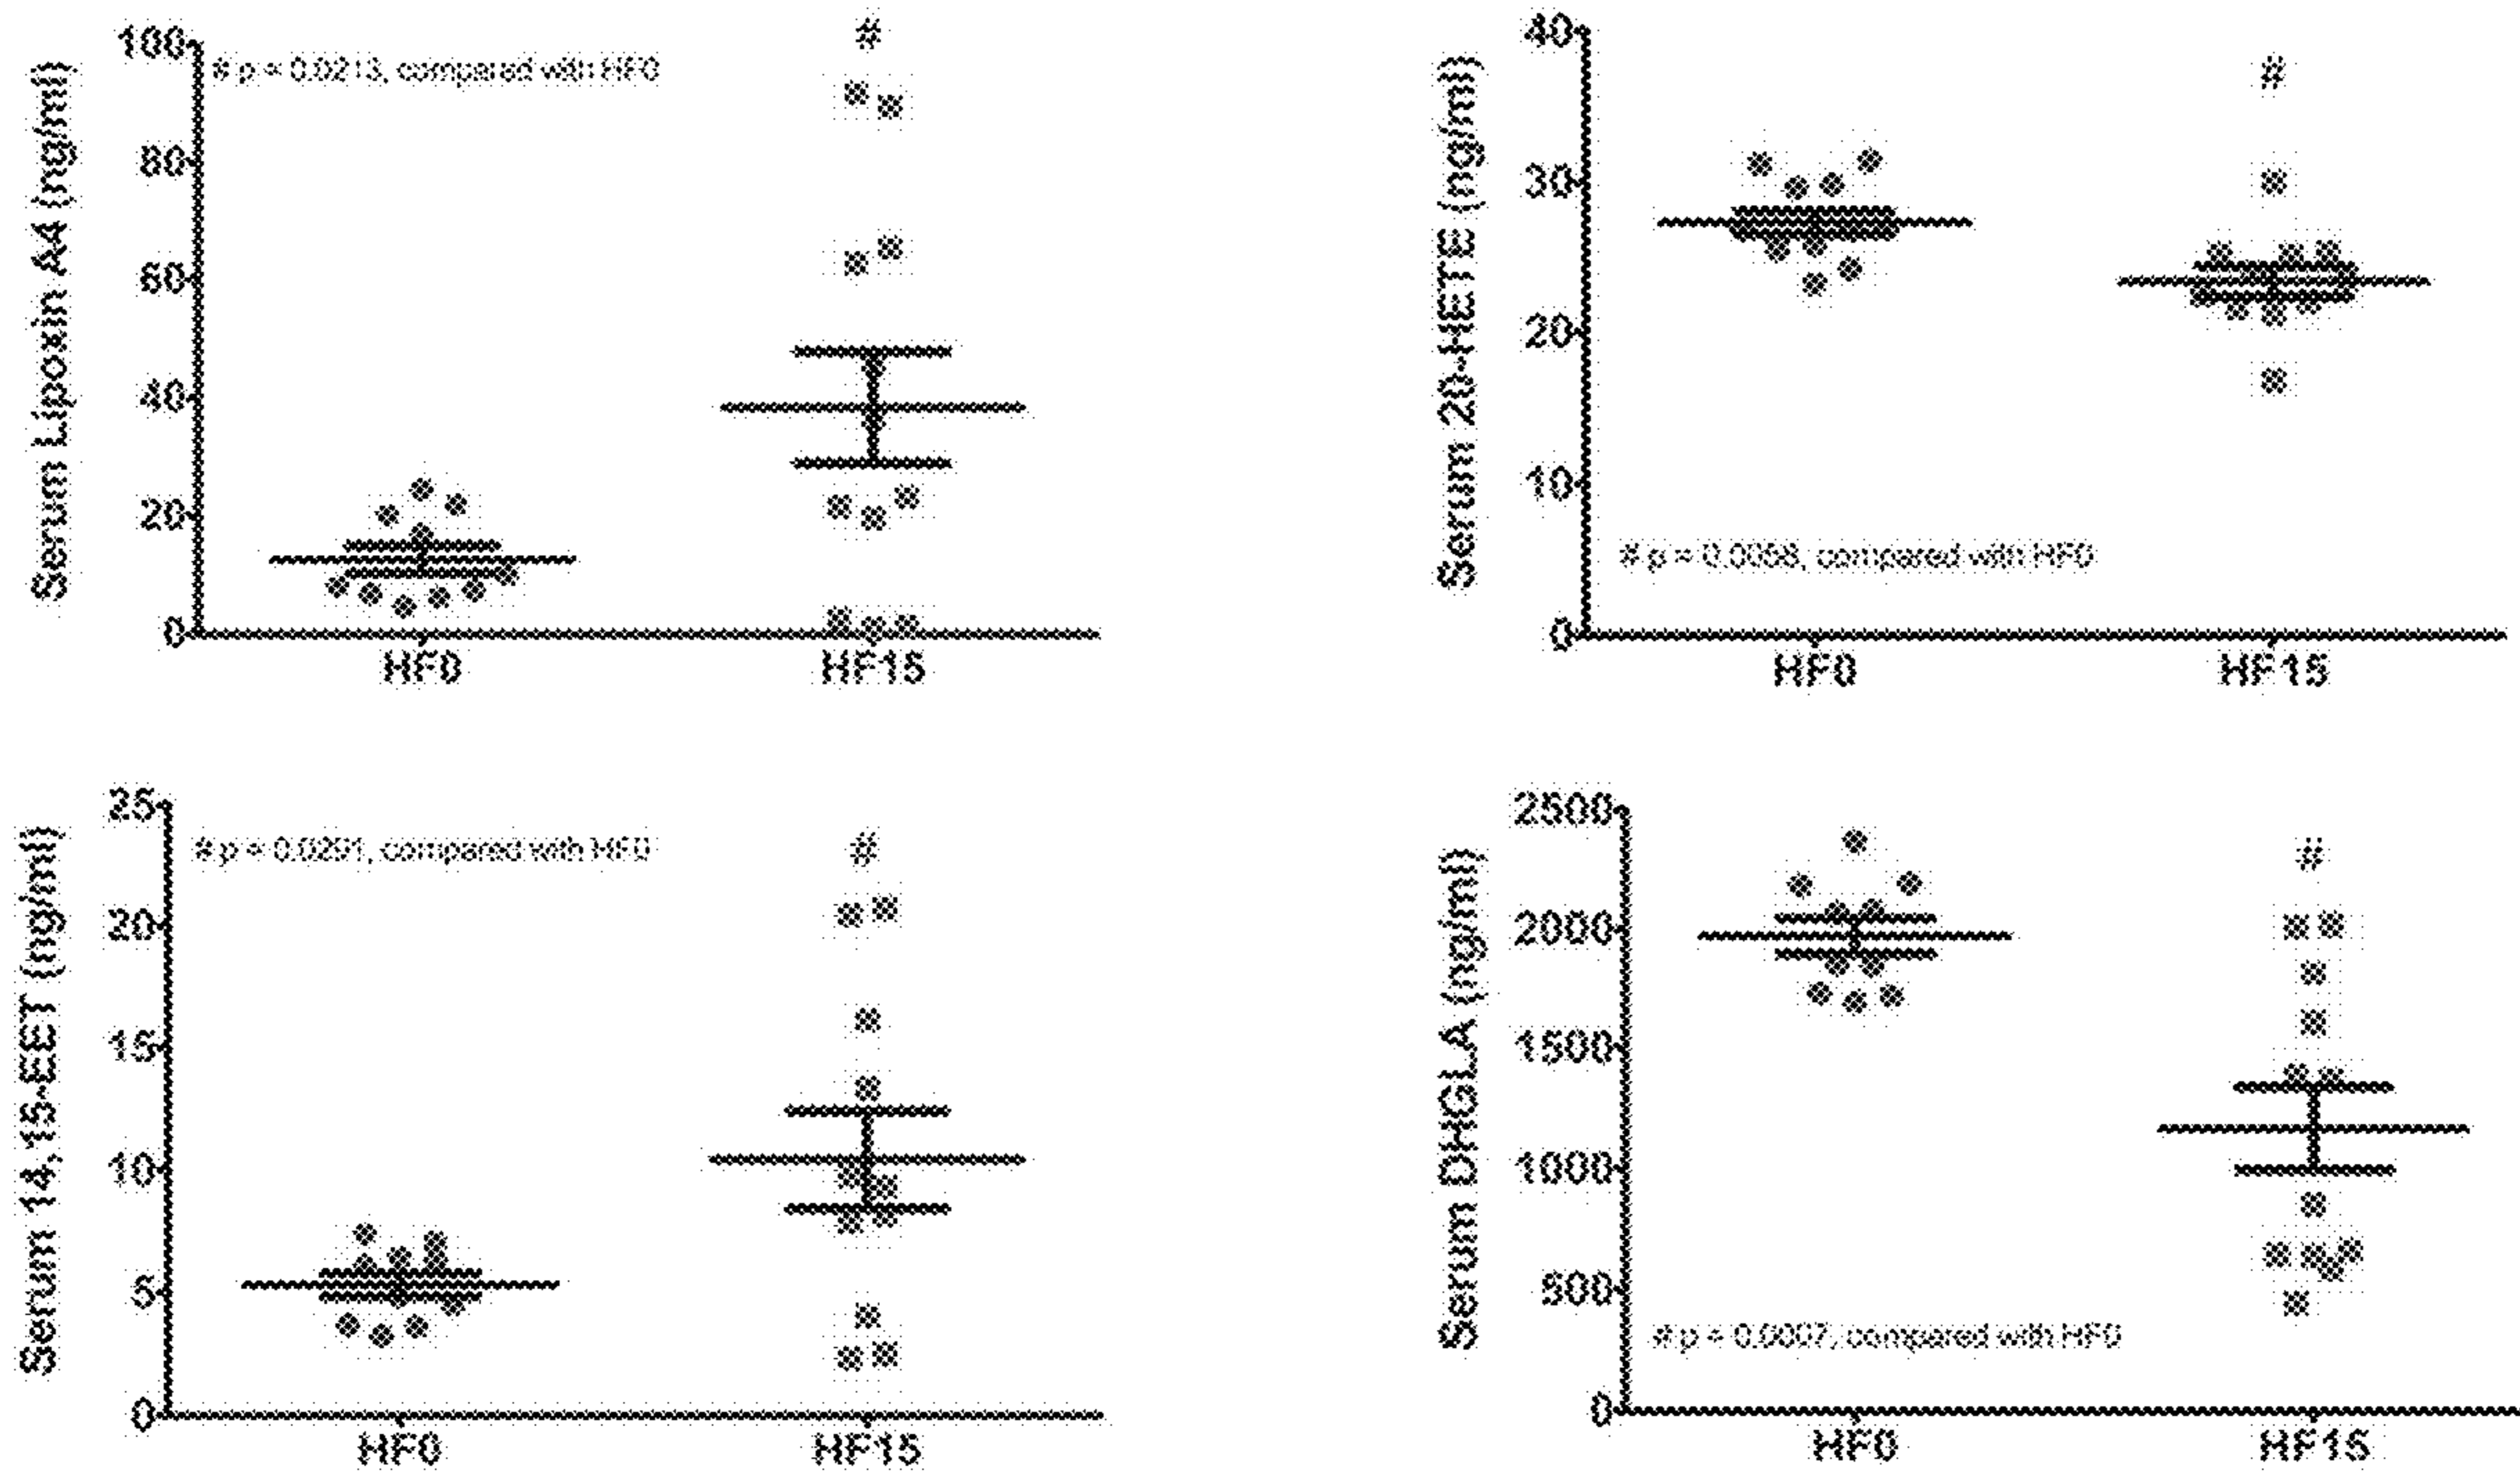 Serum Lipoxin A4 (ng/ml)
100
80
60
40
20
0
# p = 0.0213, compared with HF0
#
HF0
HF15
Serum 20-HETE (ng/ml)
40
30
20
10
0
#
# p = 0.0058, compared with HF0
HF0
HF15
Serum 14,15-EET (ng/ml)
25
20
15
10
5
0
# p = 0.0291, compared with HF0
#
HF0
HF15
Serum DHGLA (ng/ml)
2500
2000
1500
1000
500
0
#
# p = 0.0007, compared with HF0
HF0
HF15